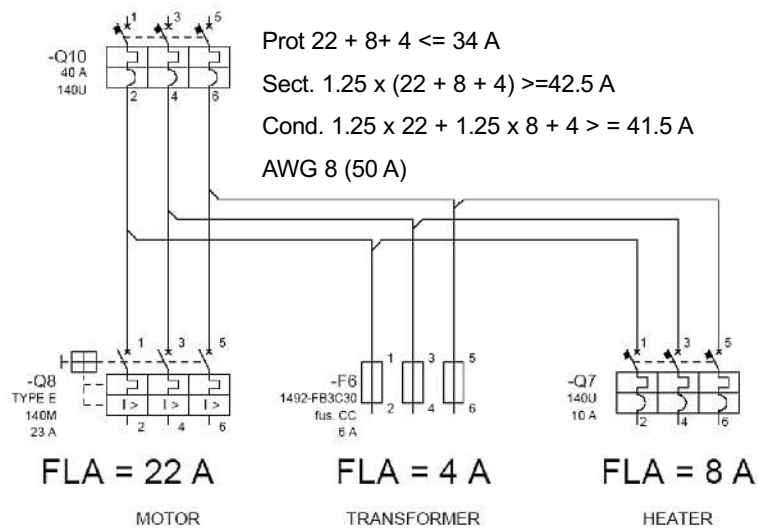 1 3 5
-Q10
40 A
140U
2 4 6
Prot 22 + 8+ 4 <= 34 A
Sect. 1.25 x (22 + 8 + 4) >=42.5 A
Cond. 1.25 x 22 + 1.25 x 8 + 4 > = 41.5 A
AWG 8 (50 A)
1 3 5
-Q8
TYPE E
140M
23 A
I > I > I >
2 4 6
1 3 5
-F6
1492-FB3C30
fus. CC
6 A
2 4 6
1 3 5
-Q7
140U
10 A
2 4 6
FLA = 22 A
FLA = 4 A
FLA = 8 A
MOTOR
TRANSFORMER
HEATER